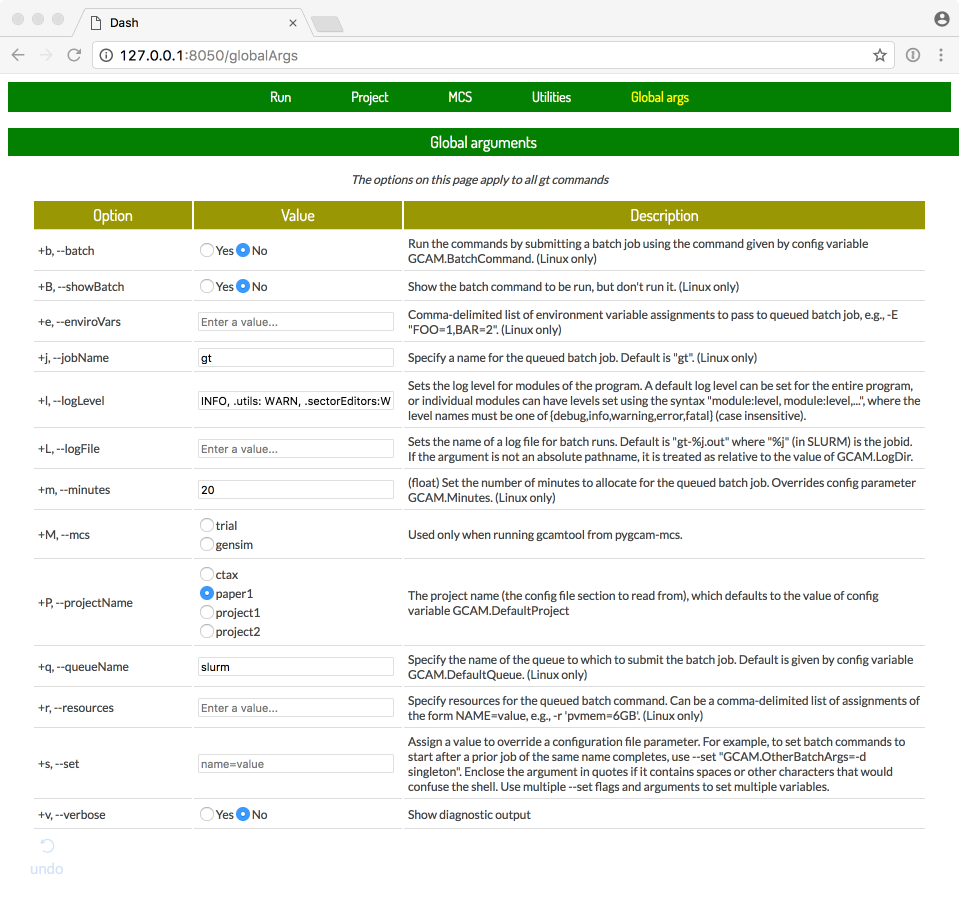 Dash
127.0.0.1:8050/globalArgs
Run Project MCS Utilities Global args
Global arguments
The options on this page apply to all gt commands
Option Value Description
+b, --batch
Yes No
Run the commands by submitting a batch job using the command given by config variable
GCAM.BatchCommand. (Linux only)
+B, --showBatch
Yes No
Show the batch command to be run, but don't run it. (Linux only)
+e, --enviroVars
Enter a value...
Comma-delimited list of environment variable assignments to pass to queued batch job, e.g., -E
"FOO=1,BAR=2". (Linux only)
+j, --jobName
gt
Specify a name for the queued batch job. Default is "gt". (Linux only)
+l, --logLevel
INFO, .utils: WARN, .sectorEditors:W
Sets the log level for modules of the program. A default log level can be set for the entire program,
or individual modules can have levels set using the syntax "module:level, module:level,...", where the
level names must be one of {debug,info,warning,error,fatal} (case insensitive).
+L, --logFile
Enter a value...
Sets the name of a log file for batch runs. Default is "gt-%j.out" where "%j" (in SLURM) is the jobid.
If the argument is not an absolute pathname, it is treated as relative to the value of GCAM.LogDir.
+m, --minutes
20
(float) Set the number of minutes to allocate for the queued batch job. Overrides config parameter
GCAM.Minutes. (Linux only)
+M, --mcs
trial
gensim
Used only when running gcamtool from pygcam-mcs.
+P, --projectName
ctax
paper1
project1
project2
The project name (the config file section to read from), which defaults to the value of config
variable GCAM.DefaultProject
+q, --queueName
slurm
Specify the name of the queue to which to submit the batch job. Default is given by config variable
GCAM.DefaultQueue. (Linux only)
+r, --resources
Enter a value...
Specify resources for the queued batch command. Can be a comma-delimited list of assignments of
the form NAME=value, e.g., -r 'pvmem=6GB'. (Linux only)
+s, --set
name=value
Assign a value to override a configuration file parameter. For example, to set batch commands to
start after a prior job of the same name completes, use --set "GCAM.OtherBatchArgs=-d
singleton". Enclose the argument in quotes if it contains spaces or other characters that would
confuse the shell. Use multiple --set flags and arguments to set multiple variables.
+v, --verbose
Yes No
Show diagnostic output
undo